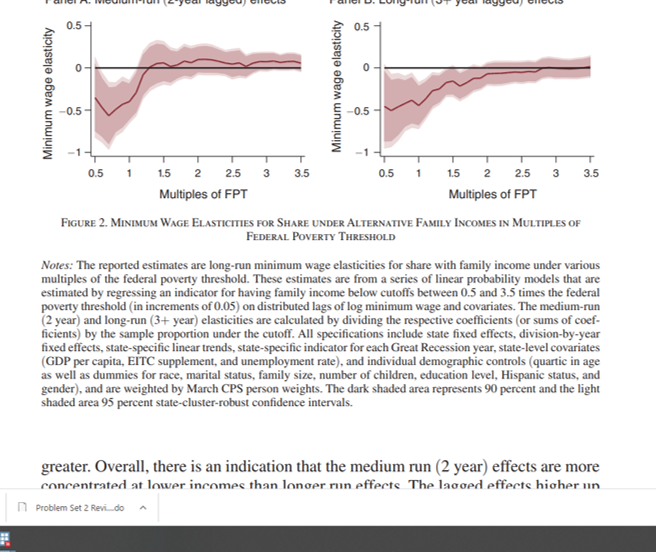 Panel A. Medium-run (2-year lagged) effects
Panel B. Long-run (3+ year lagged) effects
Minimum wage elasticity
0.5
0
−0.5
−1
0.5 1 1.5 2 2.5 3 3.5
Multiples of FPT
Minimum wage elasticity
0.5
0
−0.5
−1
0.5 1 1.5 2 2.5 3 3.5
Multiples of FPT
Figure 2. Minimum Wage Elasticities for Share under Alternative Family Incomes in Multiples of
Federal Poverty Threshold
Notes: The reported estimates are long-run minimum wage elasticities for share with family income under various
multiples of the federal poverty threshold. These estimates are from a series of linear probability models that are
estimated by regressing an indicator for having family income below cutoffs between 0.5 and 3.5 times the federal
poverty threshold (in increments of 0.05) on distributed lags of log minimum wage and covariates. The medium-run
(2 year) and long-run (3+ year) elasticities are calculated by dividing the respective coefficients (or sums of coef-
ficients) by the sample proportion under the cutoff. All specifications include state fixed effects, division-by-year
fixed effects, state-specific linear trends, state-specific indicator for each Great Recession year, state-level covariates
(GDP per capita, EITC supplement, and unemployment rate), and individual demographic controls (quartic in age
as well as dummies for race, marital status, family size, number of children, education level, Hispanic status, and
gender), and are weighted by March CPS person weights. The dark shaded area represents 90 percent and the light
shaded area 95 percent state-cluster-robust confidence intervals.
greater. Overall, there is an indication that the medium run (2 year) effects are more
concentrated at lower incomes than longer run effects. The lagged effects higher up
Problem Set 2 Revi....do